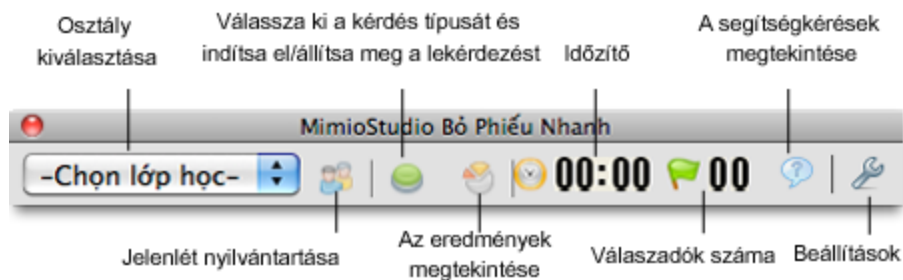 Osztály
kiválasztása
Válassza ki a kérdés típusát és
indítsa el/állítsa meg a lekérdezést
Időzítő
A segítségkérések
megtekintése
MimioStudio Bỏ Phiếu Nhanh
-Chọn lớp học-
00:00
00
Jelenlét nyilvántartása
Az eredmények
megtekintése
Válaszadók száma
Beállítások